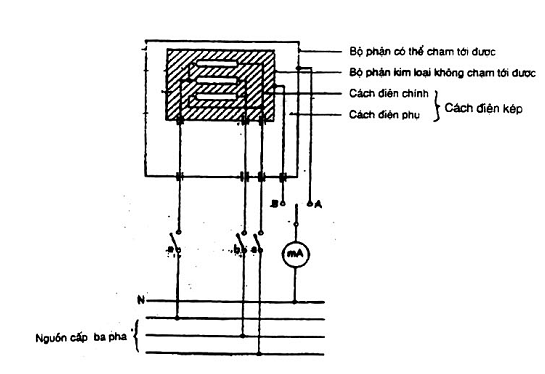 Bộ phận có thể chạm tới được
Bộ phận kim loại không chạm tới được
Cách điện chính
Cách điện kép
Cách điện phụ
B
A
a
b
c
mA
N
Nguồn cấp ba pha